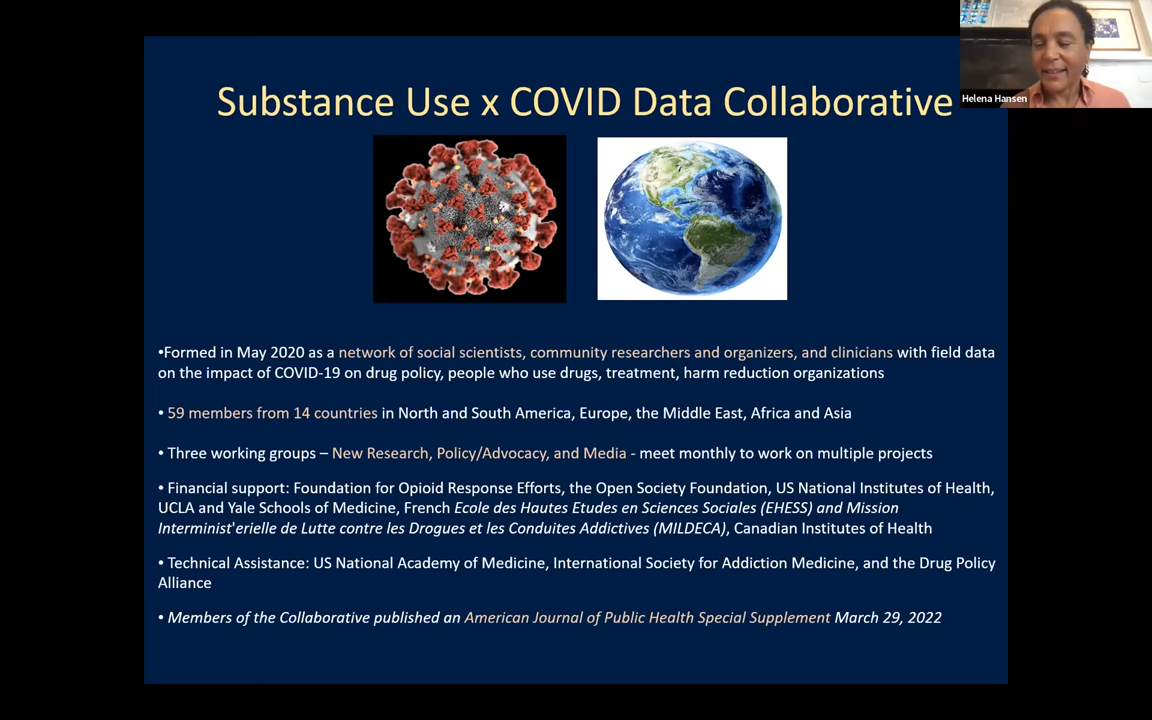 Helena Hansen
Substance Use x COVID Data Collaborative
•Formed in May 2020 as a network of social scientists, community researchers and organizers, and clinicians with field data
on the impact of COVID-19 on drug policy, people who use drugs, treatment, harm reduction organizations
• 59 members from 14 countries in North and South America, Europe, the Middle East, Africa and Asia
• Three working groups – New Research, Policy/Advocacy, and Media - meet monthly to work on multiple projects
• Financial support: Foundation for Opioid Response Efforts, the Open Society Foundation, US National Institutes of Health,
UCLA and Yale Schools of Medicine, French Ecole des Hautes Etudes en Sciences Sociales (EHESS) and Mission
Interminist'erielle de Lutte contre les Drogues et les Conduites Addictives (MILDECA), Canadian Institutes of Health
• Technical Assistance: US National Academy of Medicine, International Society for Addiction Medicine, and the Drug Policy
Alliance
• Members of the Collaborative published an American Journal of Public Health Special Supplement March 29, 2022